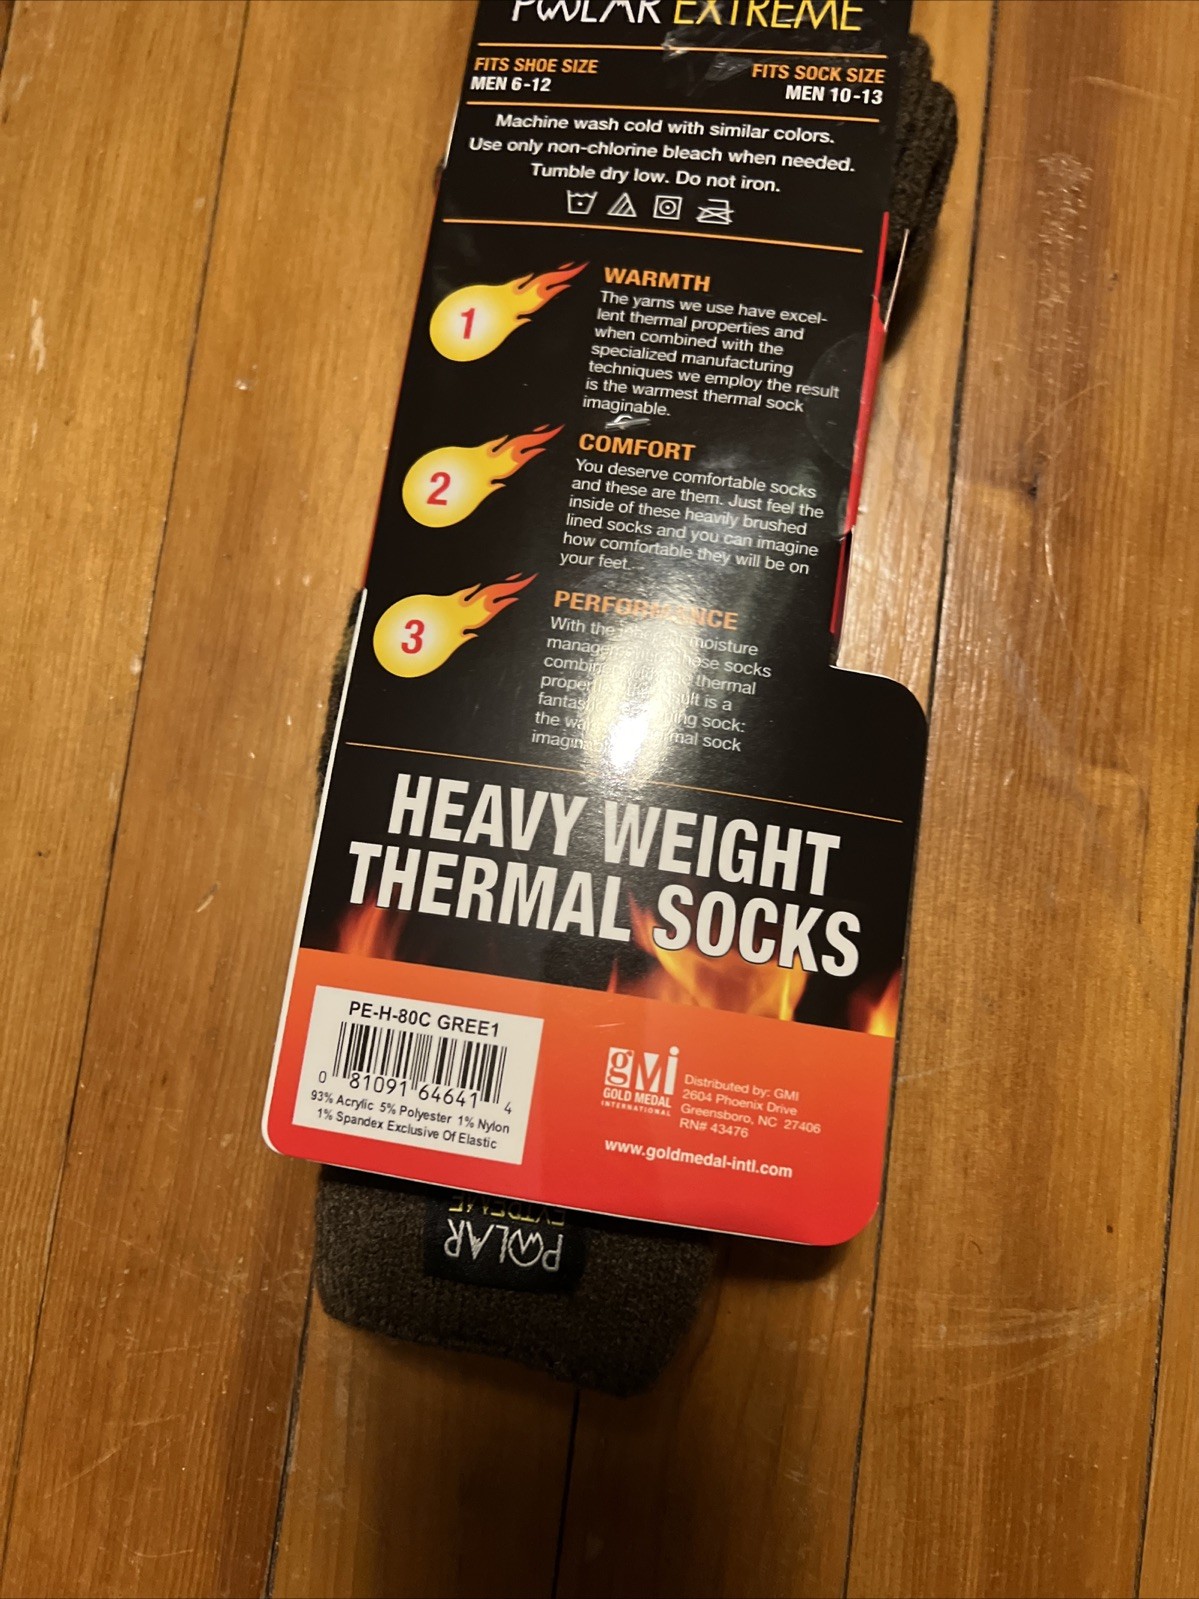 POLAR EXTREME
FITS SHOE SIZE
MEN 6-12
FITS SOCK SIZE
MEN 10-13
Machine wash cold with similar colors.
Use only non-chlorine bleach when needed.
Tumble dry low. Do not iron.
1
WARMTH
The yarns we use have excel-
lent thermal properties and
when combined with the
specialized manufacturing
techniques we employ the result
is the warmest thermal sock
imaginable.
2
COMFORT
You deserve comfortable socks
and these are them. Just feel the
inside of these heavily brushed
lined socks and you can imagine
how comfortable they will be on
your feet.
3
PERFORMANCE
With the moisture
these socks
thermal
is a
sock:
the sock
HEAVY WEIGHT
THERMAL SOCKS
PE-H-80C GREE1
0 81091 64641 4
93% Acrylic 5% Polyester 1% Nylon
1% Spandex Exclusive Of Elastic
gMi
GOLD MEDAL
INTERNATIONAL
Distributed by: GMI
2604 Phoenix Drive
Greensboro, NC 27406
RN# 43476
www.goldmedal-intl.com
POLAR
EXTREME